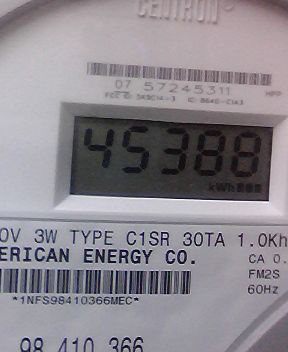 CENTRON®
07 57245311
HPP
45388
kWh
0V 3W TYPE C1SR 30TA 1.0Kh
ERICAN ENERGY CO.
CA 0.
FM2S
*1NFS98410366MEC*
60Hz
98 410 366